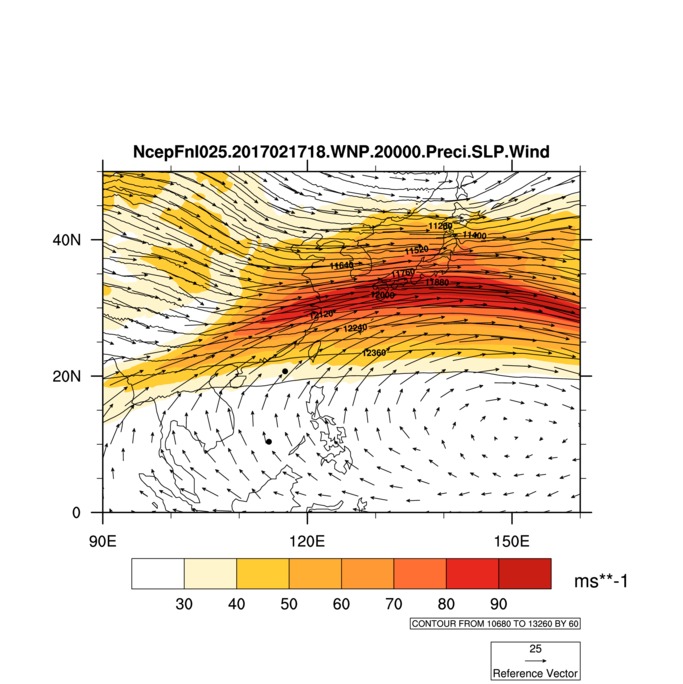 NcepFnl025.2017021718.WNP.20000.Preci.SLP.Wind
40N
20N
0
11280
11400
11520
11640
11760
11880
12000
12120
12240
12360
90E
120E
150E
30 40 50 60 70 80 90
ms**-1
CONTOUR FROM 10680 TO 13260 BY 60
25
Reference Vector